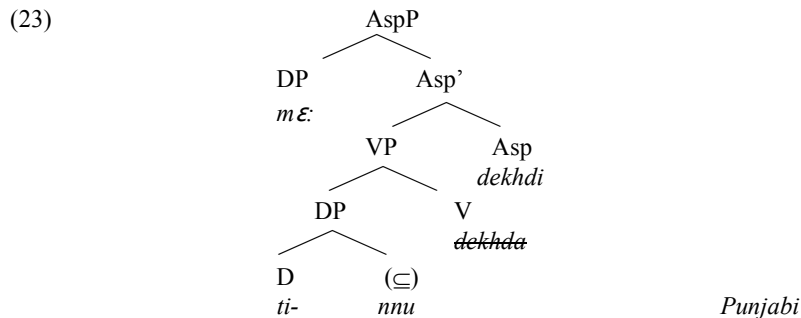 (23) AspP
DP Asp’
mɛ:
VP Asp
dekhdi
DP V
dekhda
D (⊆)
ti- nnu Punjabi